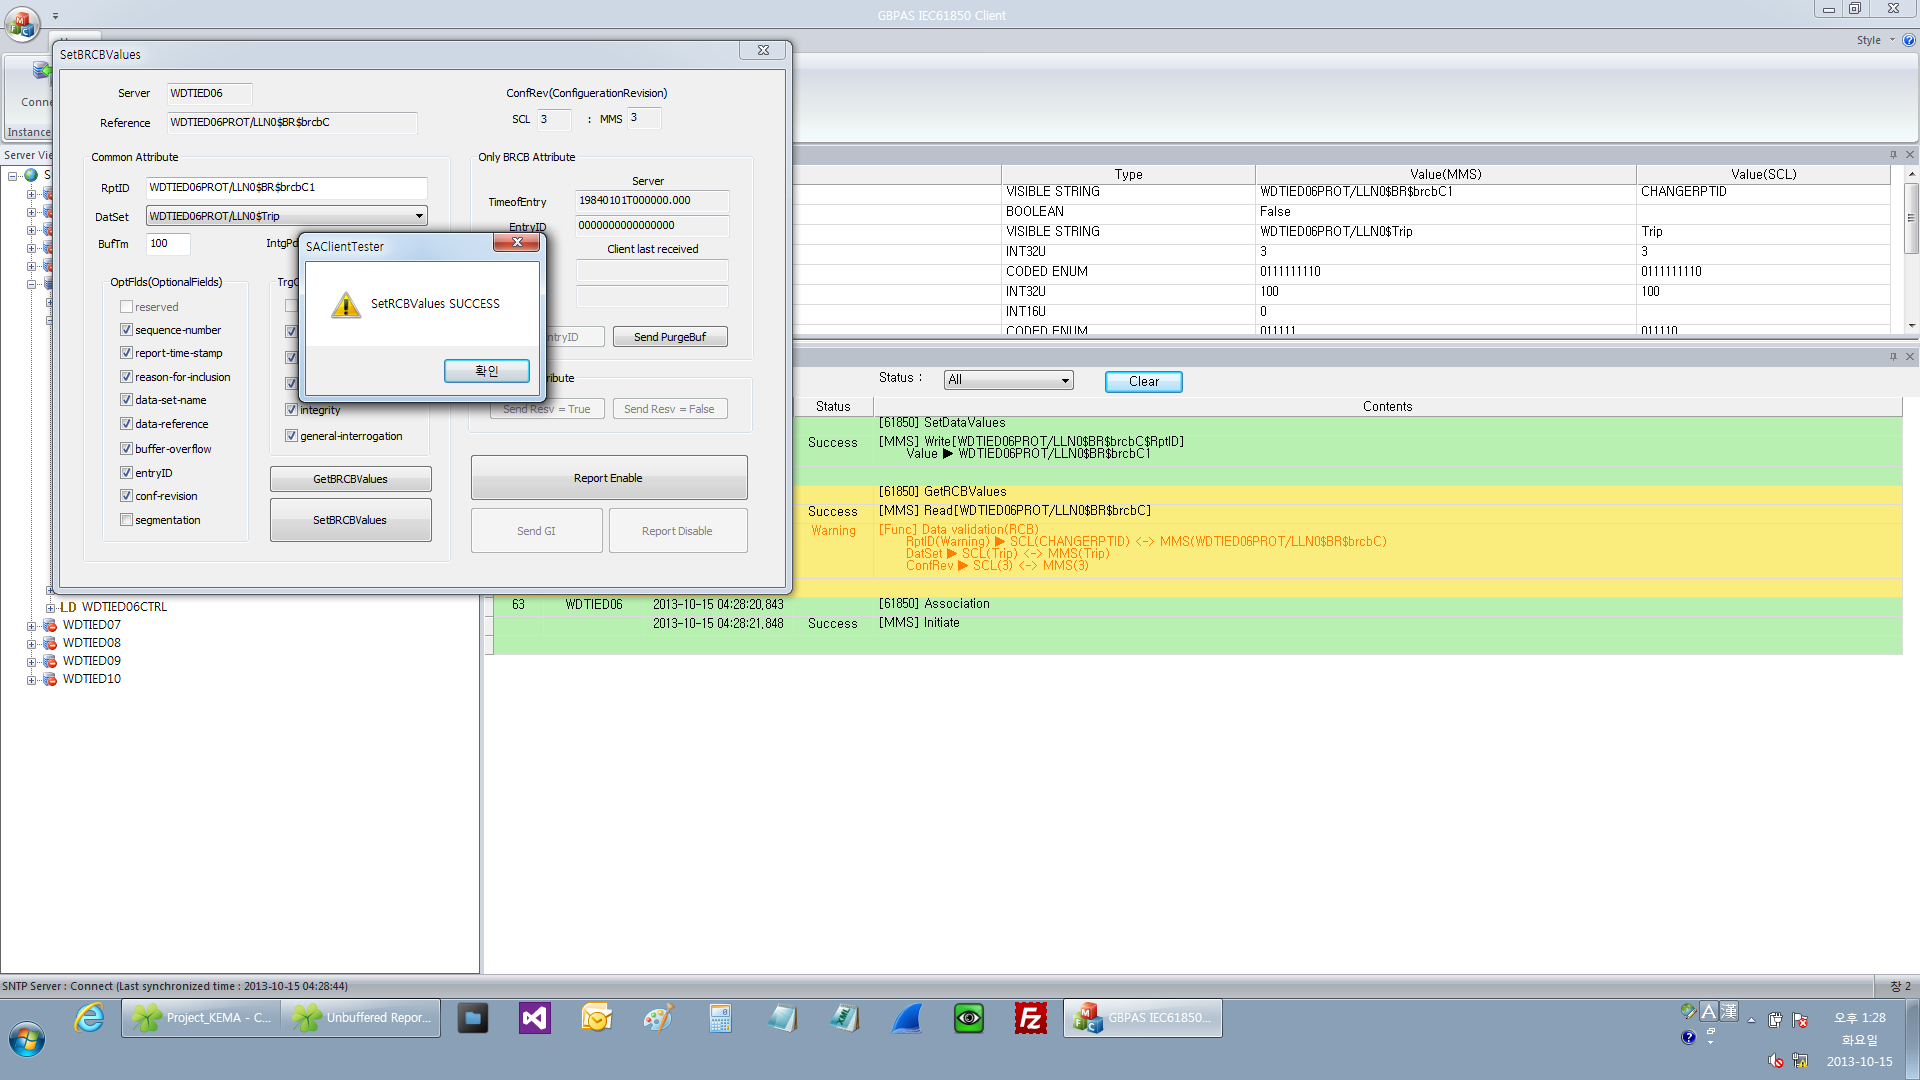 GBPAS IEC61850 Client
Style
SetBRCBValues
Server WDTIED06
Reference WDTIED06PROT/LLN0$BR$brcbC
ConfRev(ConfiguerationRevision)
SCL 3 : MMS 3
Conne
Instance
Server Vie
S
Common Attribute
RptID WDTIED06PROT/LLN0$BR$brcbC1
DatSet WDTIED06PROT/LLN0$Trip
BufTm 100
IntgPd
OptFlds(OptionalFields)
reserved
sequence-number
report-time-stamp
reason-for-inclusion
data-set-name
data-reference
buffer-overflow
entryID
conf-revision
segmentation
TrgO
integrity
general-interrogation
GetBRCBValues
SetBRCBValues
Only BRCB Attribute
Server
TimeofEntry 19840101T000000.000
EntryID 0000000000000000
Client last received
ntryID
Send PurgeBuf
ribute
Send Resv = True
Send Resv = False
Report Enable
Send GI
Report Disable
SAClientTester
SetRCBValues SUCCESS
확인
Type Value(MMS) Value(SCL)
VISIBLE STRING WDTIED06PROT/LLN0$BR$brcbC1 CHANGERPTID
BOOLEAN False
VISIBLE STRING WDTIED06PROT/LLN0$Trip Trip
INT32U 3 3
CODED ENUM 0111111110 0111111110
INT32U 100 100
INT16U 0
CODED ENUM 011111 011110
Status : All Clear
Status Contents
[61850] SetDataValues
Success [MMS] Write[WDTIED06PROT/LLN0$BR$brcbC$RptID]
Value ▶ WDTIED06PROT/LLN0$BR$brcbC1
[61850] GetRCBValues
Success [MMS] Read[WDTIED06PROT/LLN0$BR$brcbC]
Warning [Func] Data validation(RCB)
RptID(Warning) ▶ SCL(CHANGERPTID) <-> MMS(WDTIED06PROT/LLN0$BR$brcbC)
DatSet ▶ SCL(Trip) <-> MMS(Trip)
ConfRev ▶ SCL(3) <-> MMS(3)
63 WDTIED06 2013-10-15 04:28:20,843 [61850] Association
2013-10-15 04:28:21,848 Success [MMS] Initiate
LD WDTIED06CTRL
WDTIED07
WDTIED08
WDTIED09
WDTIED10
SNTP Server : Connect (Last synchronized time : 2013-10-15 04:28:44)
창 2
Project_KEMA - C...
Unbuffered Repor...
GBPAS IEC61850...
A 漢
오후 1:28
화요일
2013-10-15